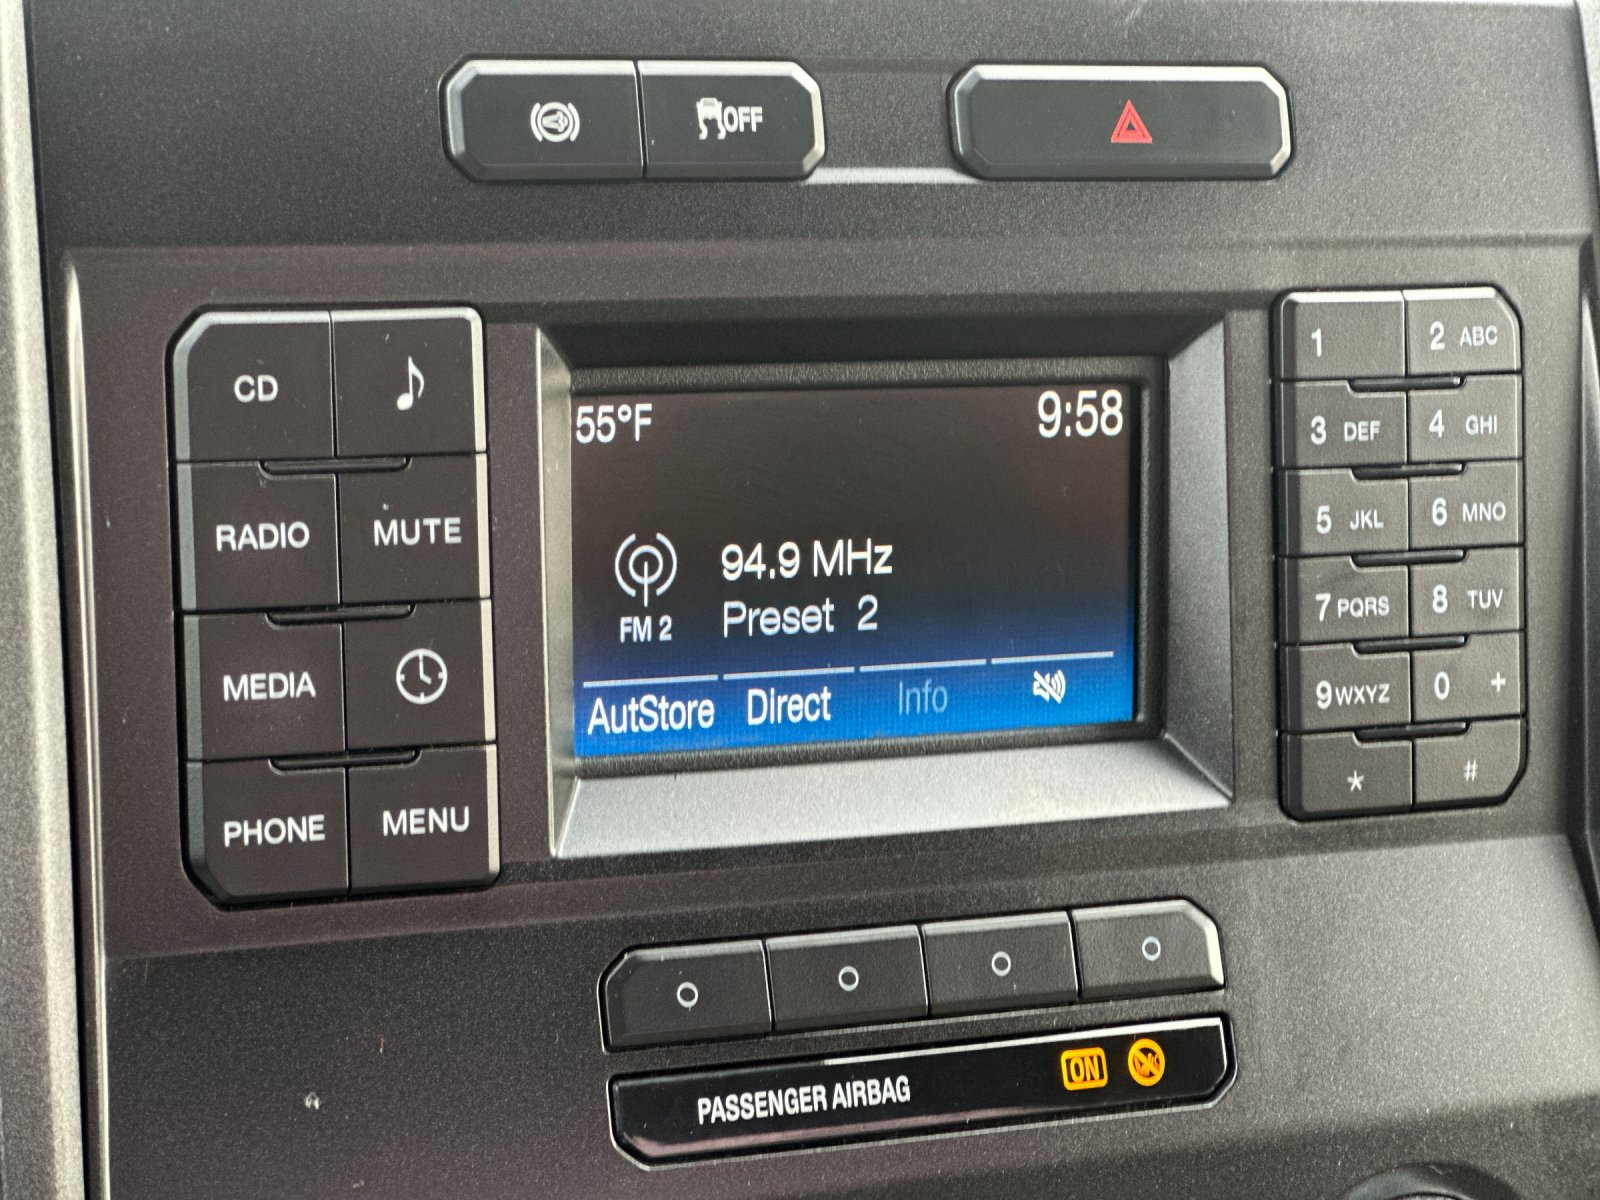 OFF
55°F 9:58
94.9 MHz
FM 2 Preset 2
AutStore Direct Info
CD
RADIO MUTE
MEDIA
PHONE MENU
1 2 ABC
3 DEF 4 GHI
5 JKL 6 MNO
7 PQRS 8 TUV
9 WXYZ 0 +
* #
PASSENGER AIRBAG ON